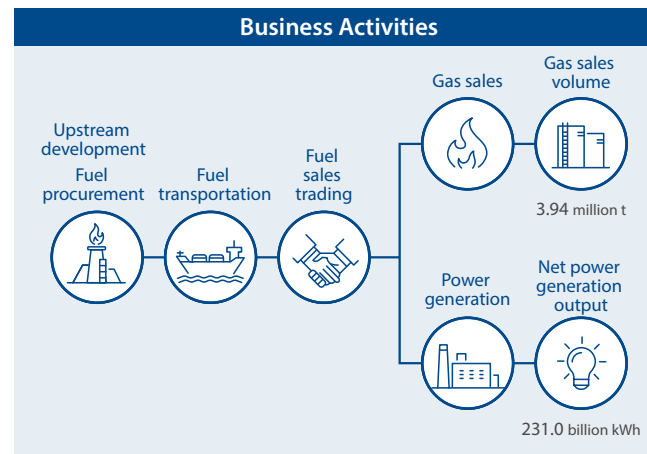 Business Activities
Upstream
development
Fuel
procurement
Fuel
transportation
Fuel
sales
trading
Gas sales
Gas sales
volume
3.94 million t
Power
generation
Net power
generation
output
231.0 billion kWh